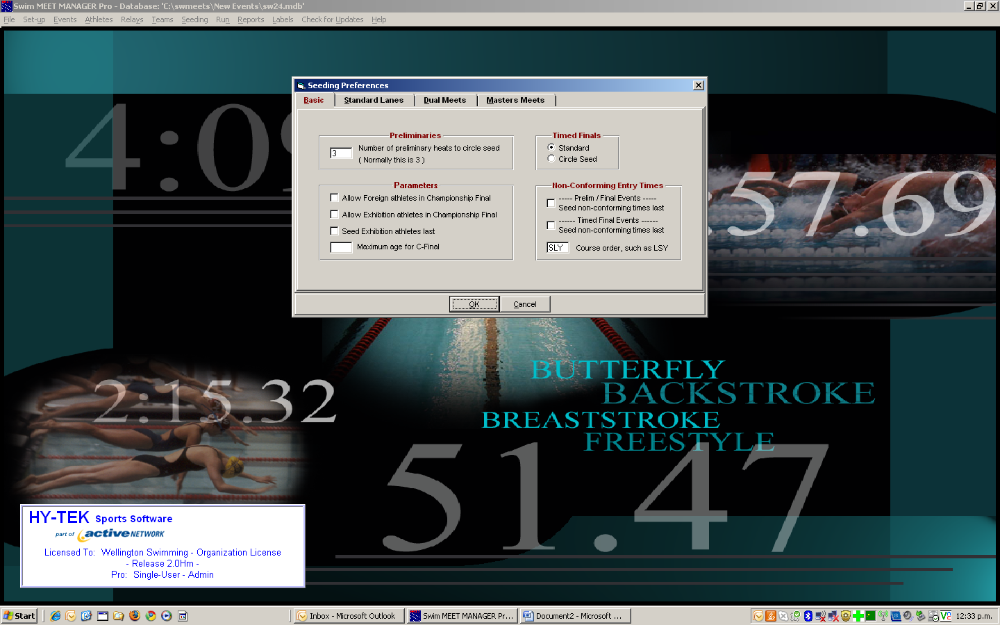 Swim MEET MANAGER Pro - Database: 'C:\swmeets\New Events\sw24.mdb'
File Set-up Events Athletes Relays Teams Seeding Run Reports Labels Check for Updates Help
Seeding Preferences
Basic Standard Lanes Dual Meets Masters Meets
Preliminaries
3 Number of preliminary heats to circle seed
( Normally this is 3 )
Timed Finals
Standard
Circle Seed
Parameters
Allow Foreign athletes in Championship Final
Allow Exhibition athletes in Championship Final
Seed Exhibition athletes last
Maximum age for C-Final
Non-Conforming Entry Times
----- Prelim / Final Events -----
Seed non-conforming times last
------ Timed Final Events ------
Seed non-conforming times last
SLY Course order, such as LSY
OK Cancel
4:09
.57.69
2:15.32
BUTTERFLY
BACKSTROKE
BREASTSTROKE
FREESTYLE
51.47
HY-TEK Sports Software
part of active NETWORK
Licensed To: Wellington Swimming - Organization License
- Release 2.0Hm -
Pro: Single-User - Admin
Start Inbox - Microsoft Outlook Swim MEET MANAGER Pr... Document2 - Microsoft ... 12:33 p.m.